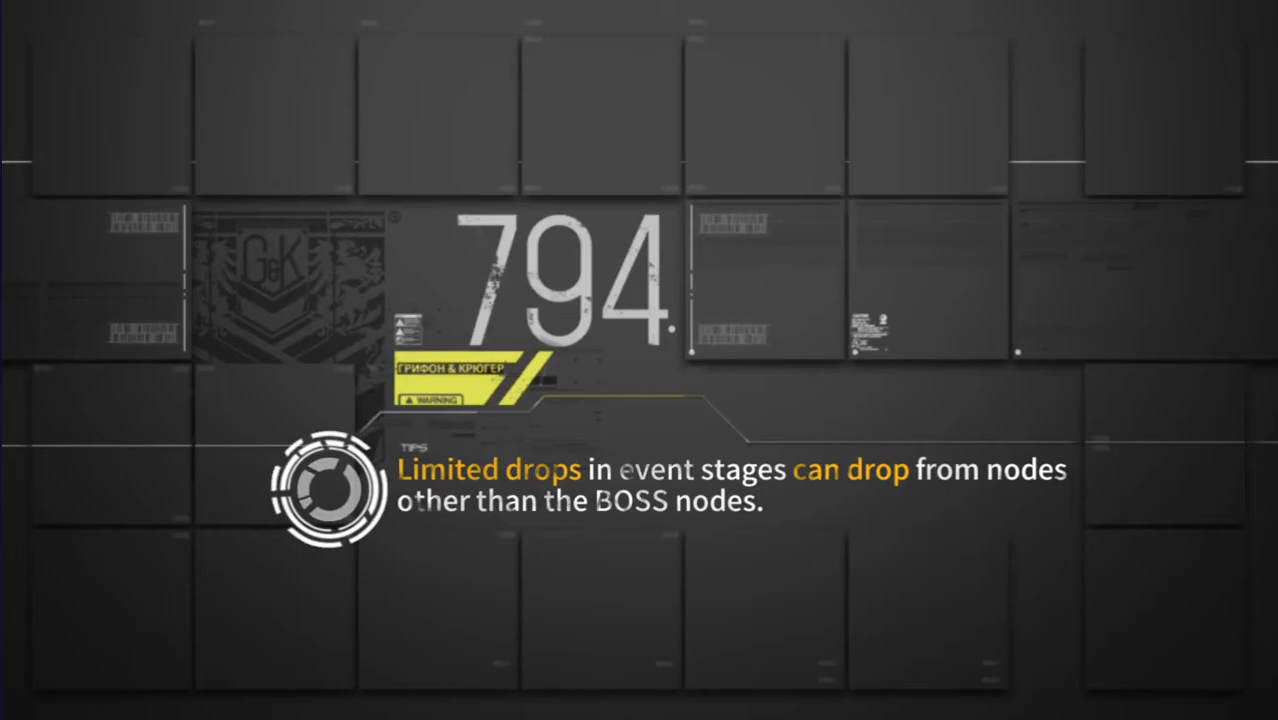 G&K
794.
ГРИФОН & КРЮГЕР
WARNING
TIPS
Limited drops in event stages can drop from nodes
other than the BOSS nodes.